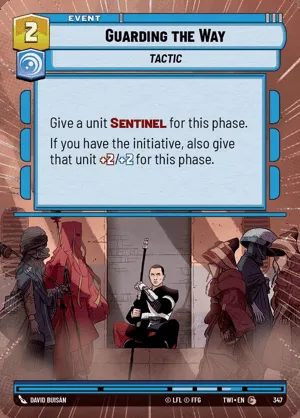 2
EVENT
GUARDING THE WAY
TACTIC
Give a unit SENTINEL for this phase.
If you have the initiative, also give
that unit +2/+2 for this phase.
DAVID BUISÁN
© LFL © FFG
TWI • EN
C
347